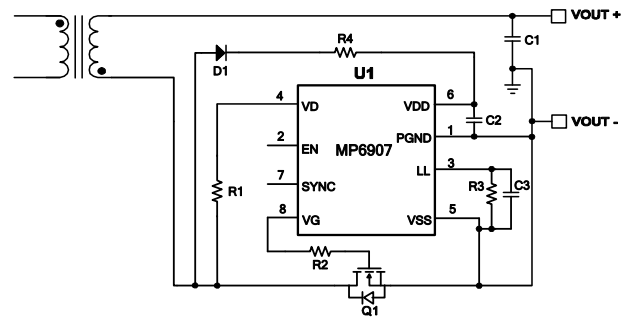 VOUT +
C1
R4
D1
U1
4
VD
VDD
6
C2
2
EN
PGND
1
VOUT -
MP6907
LL
3
7
SYNC
R3
C3
R1
8
VG
VSS
5
R2
Q1